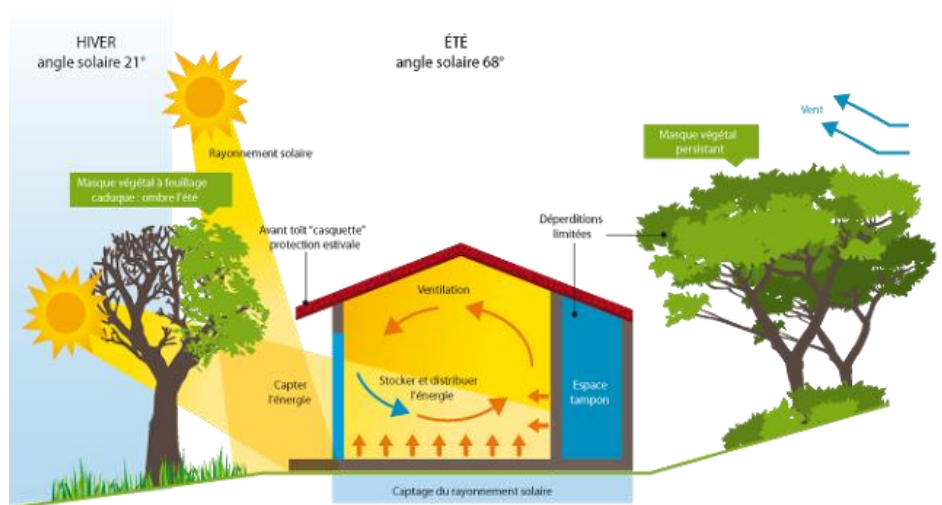 HIVER
angle solaire 21°
ÉTÉ
angle solaire 68°
Vent
Masque végétal
persistant
Rayonnement solaire
Masque végétal à feuillage
caduque : ombre l'été
Avant toît "casquette"
protection estivale
Déperditions
limitées
Ventilation
Capter
l'énergie
Stocker et distribuer
l'énergie
Espace
tampon
Captage du rayonnement solaire